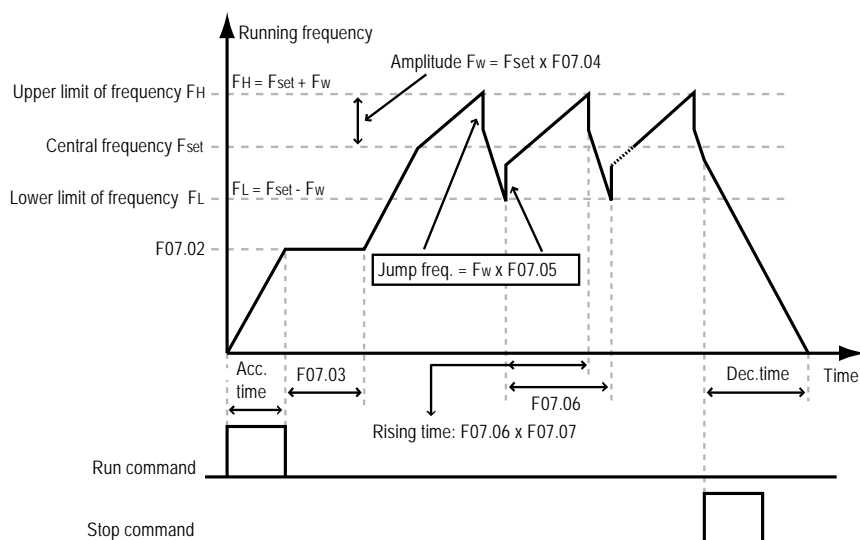 Running frequency
Amplitude Fw = Fset x F07.04
Upper limit of frequency FH
FH = Fset + Fw
Central frequency Fset
Lower limit of frequency FL
FL = Fset - Fw
F07.02
Jump freq. = Fw x F07.05
Acc.
time
F07.03
F07.06
Dec.time
Time
Rising time: F07.06 x F07.07
Run command
Stop command